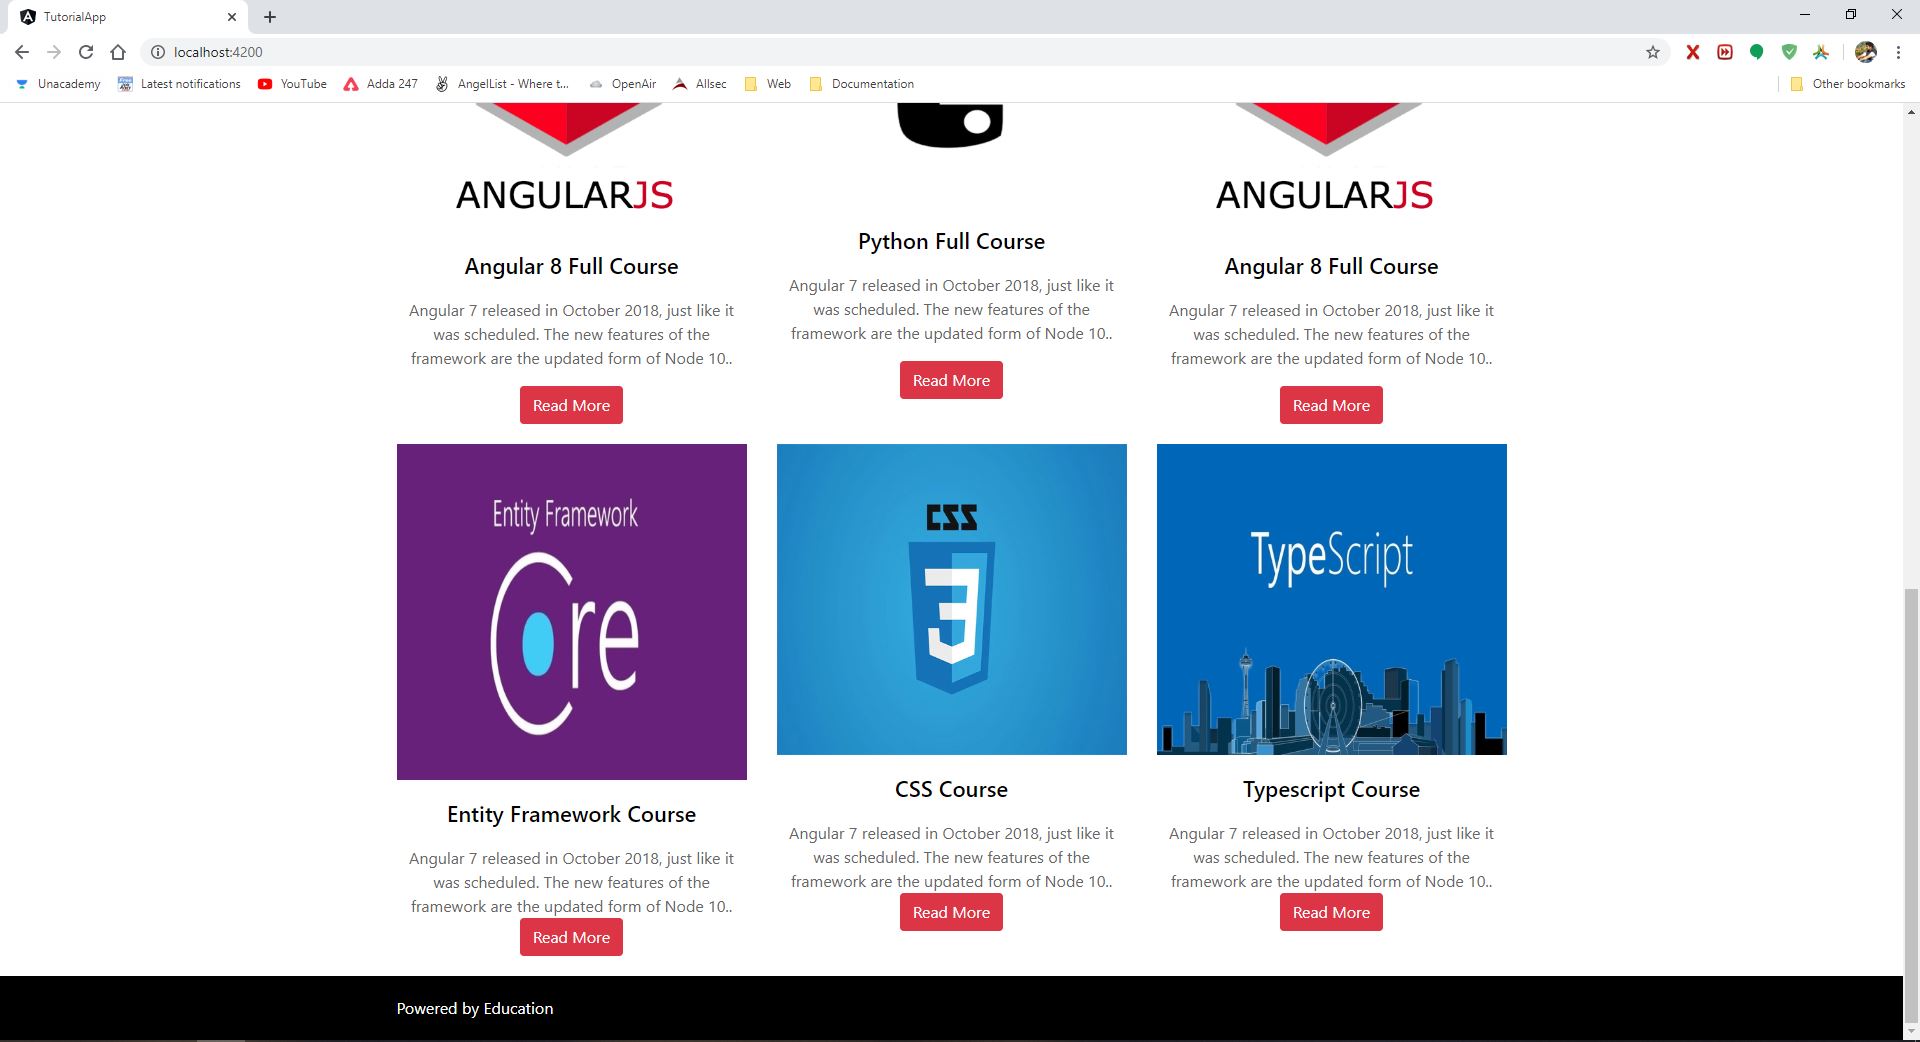 TutorialApp
localhost:4200
Unacademy
Latest notifications
YouTube
Adda 247
AngelList - Where t...
OpenAir
Allsec
Web
Documentation
Other bookmarks
ANGULARJS
ANGULARJS
Angular 8 Full Course
Angular 7 released in October 2018, just like it
was scheduled. The new features of the
framework are the updated form of Node 10..
Read More
Python Full Course
Angular 7 released in October 2018, just like it
was scheduled. The new features of the
framework are the updated form of Node 10..
Read More
Angular 8 Full Course
Angular 7 released in October 2018, just like it
was scheduled. The new features of the
framework are the updated form of Node 10..
Read More
Entity Framework
Core
Entity Framework Course
Angular 7 released in October 2018, just like it
was scheduled. The new features of the
framework are the updated form of Node 10..
Read More
CSS
3
CSS Course
Angular 7 released in October 2018, just like it
was scheduled. The new features of the
framework are the updated form of Node 10..
Read More
TypeScript
Typescript Course
Angular 7 released in October 2018, just like it
was scheduled. The new features of the
framework are the updated form of Node 10..
Read More
Powered by Education